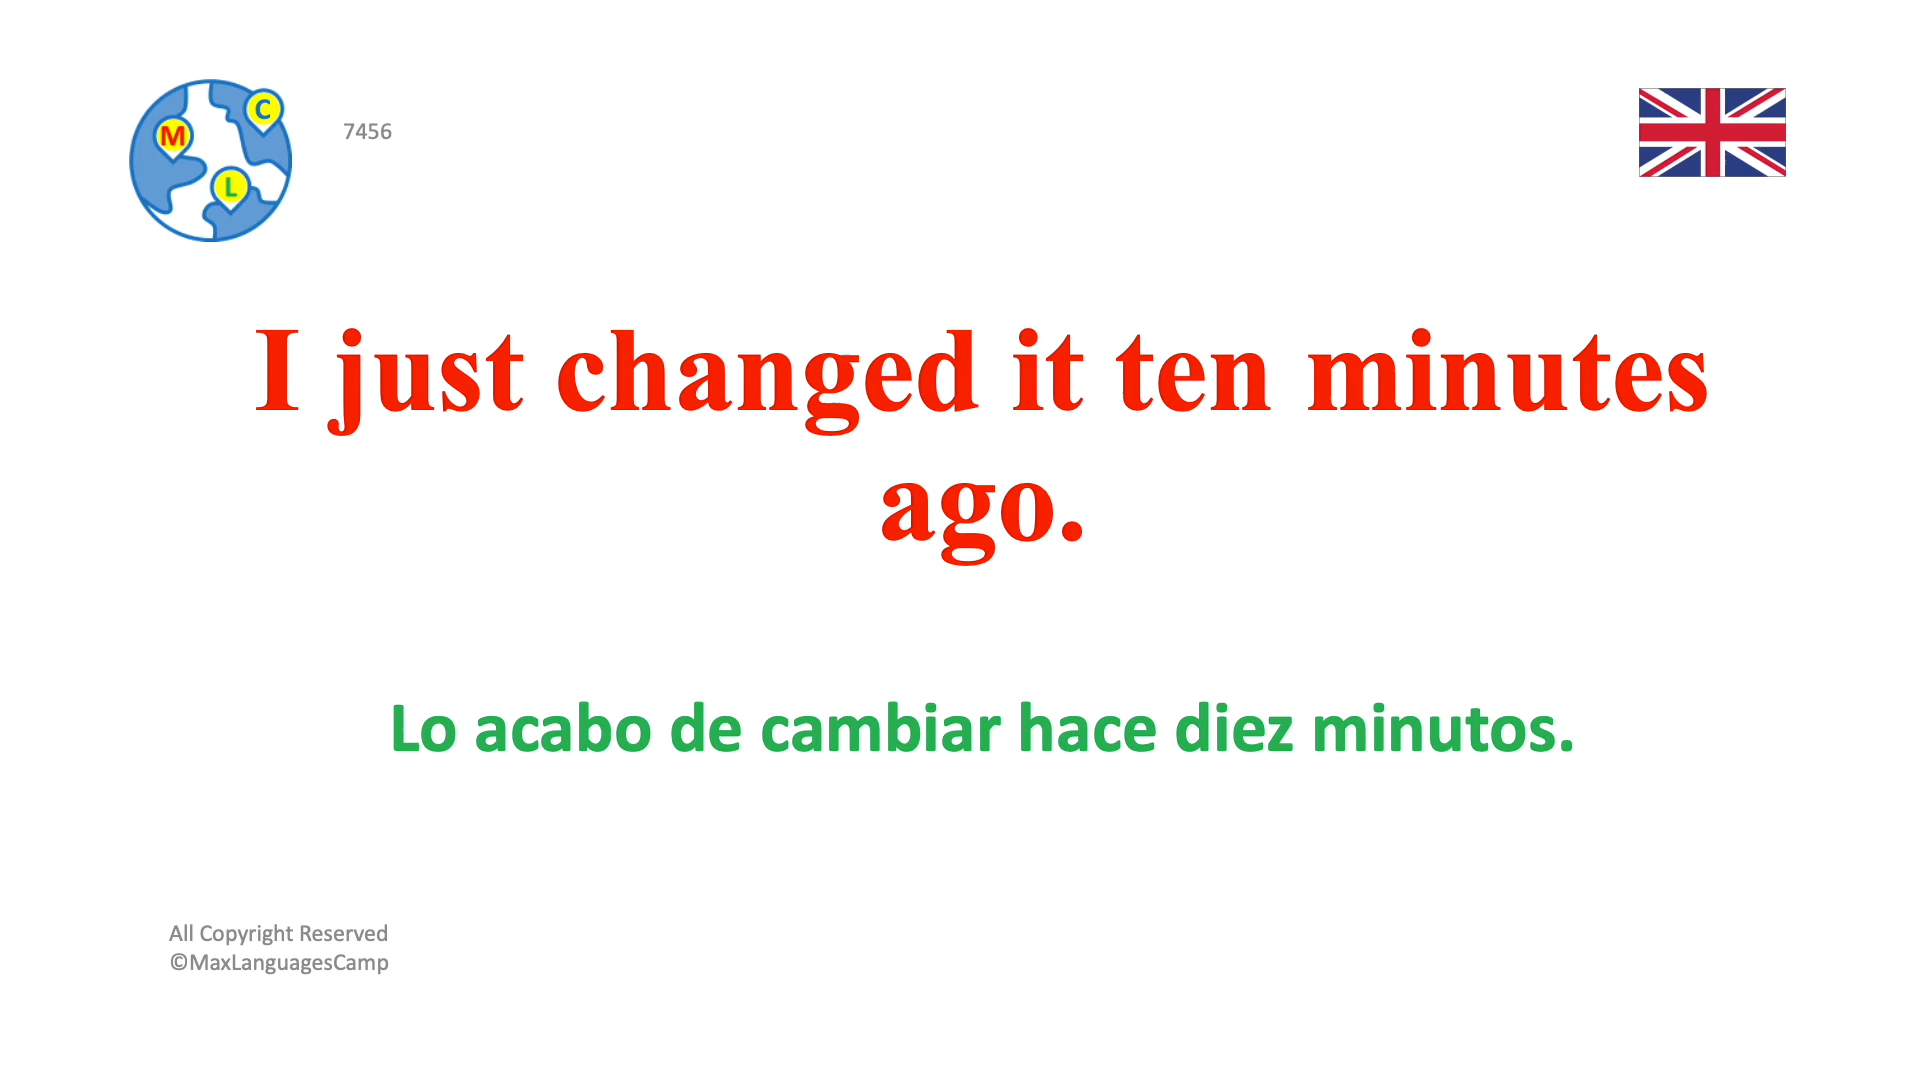 M
C
L
7456
I just changed it ten minutes
ago.
Lo acabo de cambiar hace diez minutos.
All Copyright Reserved
©MaxLanguagesCamp